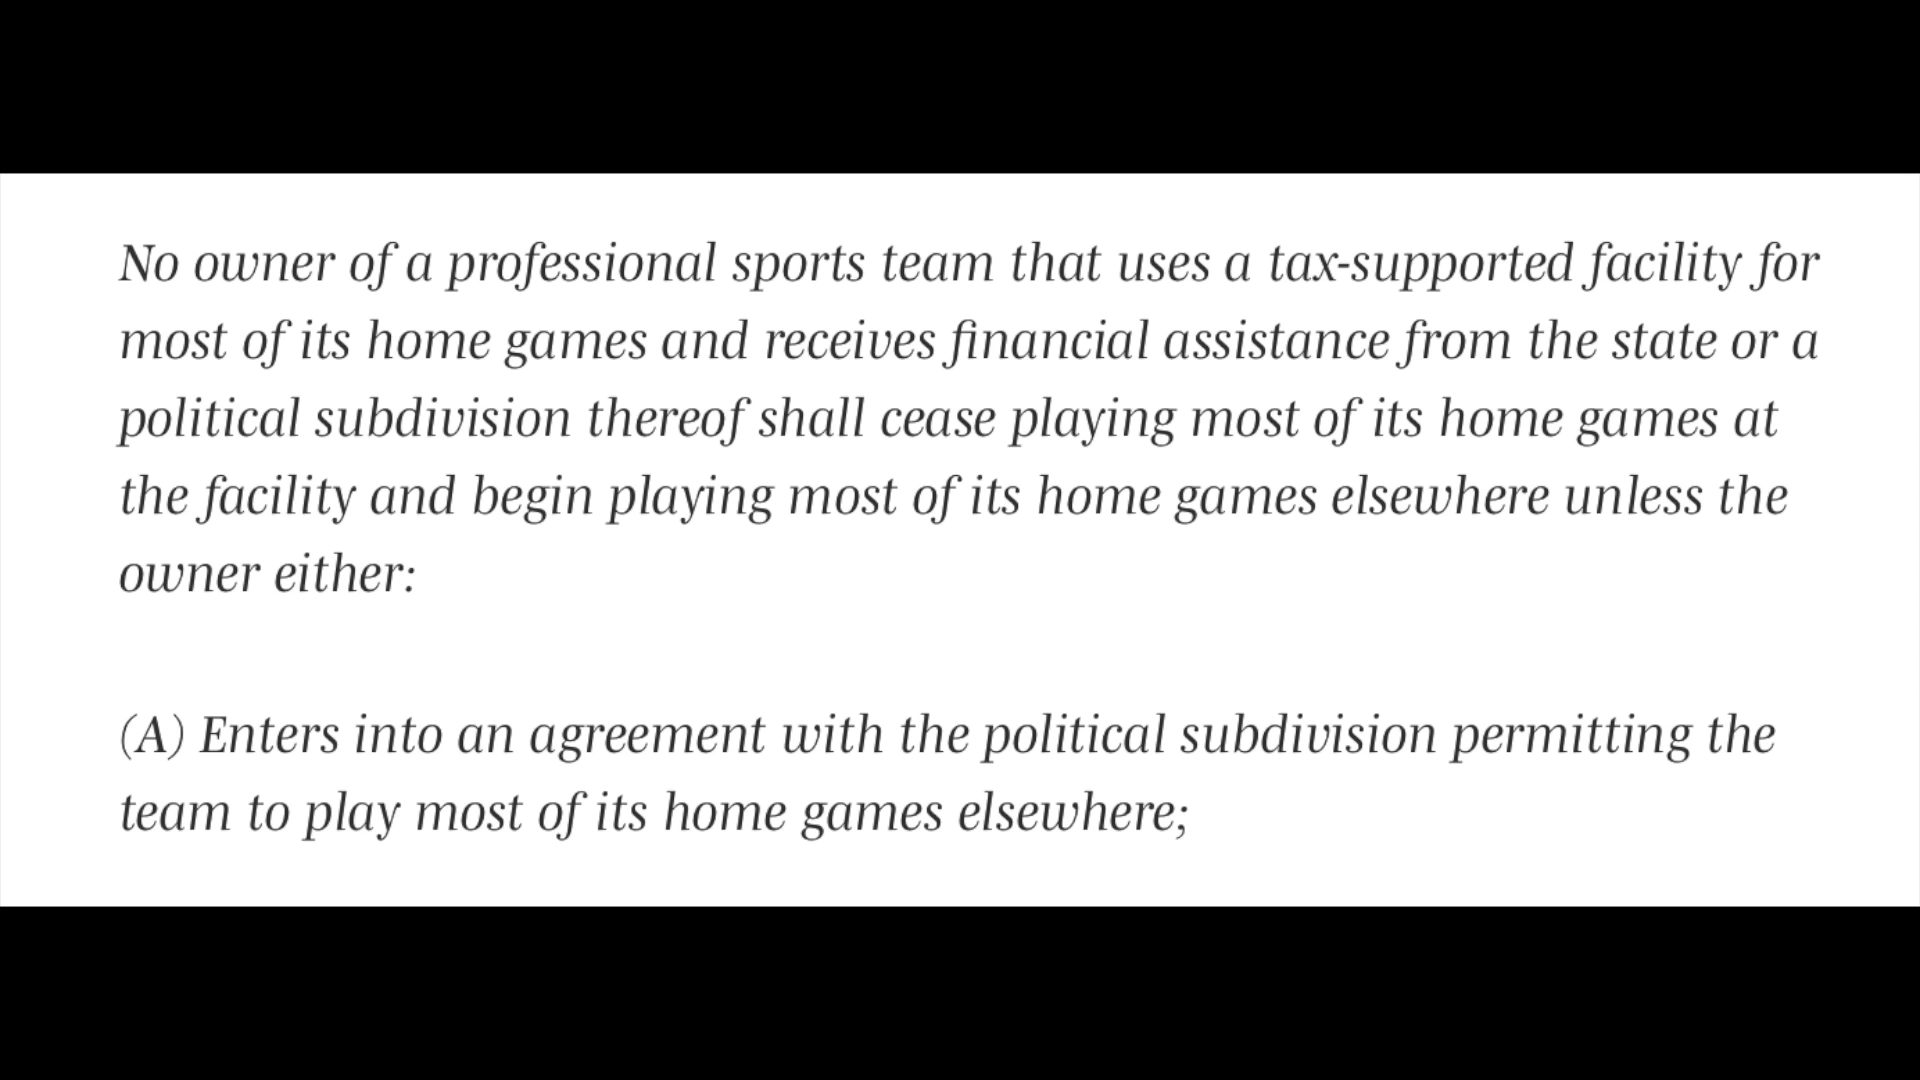 No owner of a professional sports team that uses a tax-supported facility for
most of its home games and receives financial assistance from the state or a
political subdivision thereof shall cease playing most of its home games at
the facility and begin playing most of its home games elsewhere unless the
owner either:
(A) Enters into an agreement with the political subdivision permitting the
team to play most of its home games elsewhere;